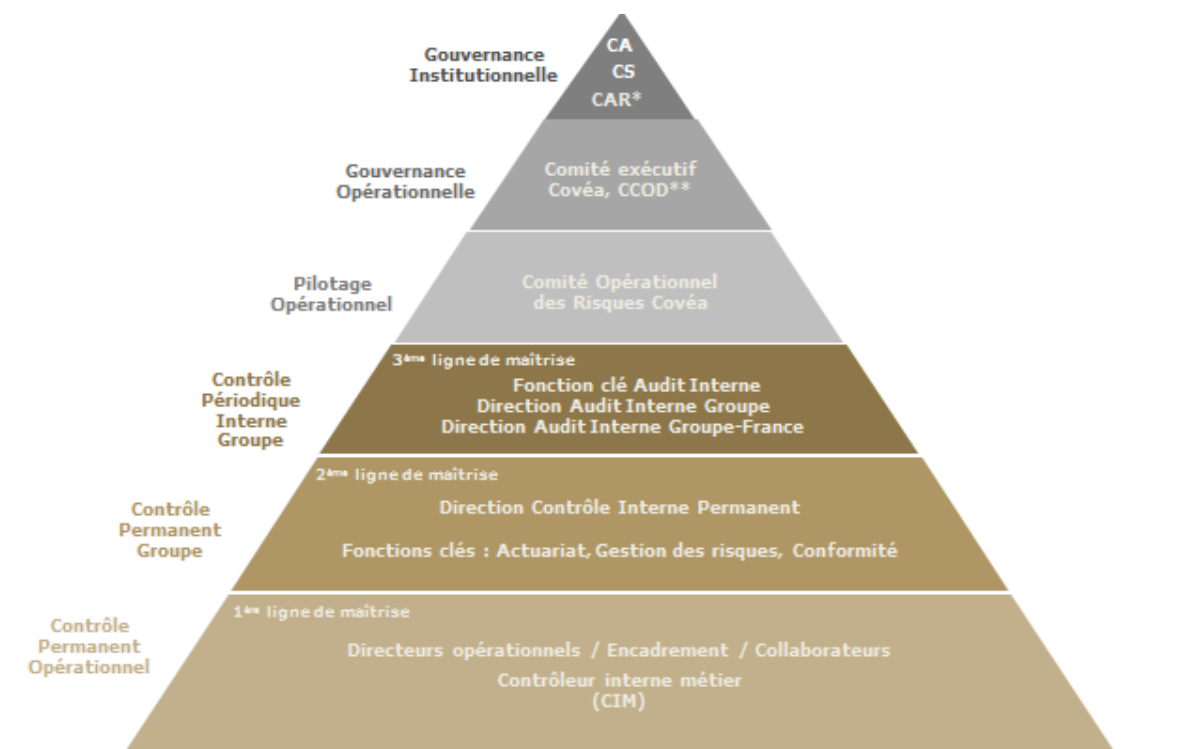 Gouvernance
Institutionnelle
CA
CS
CAR*
Gouvernance
Opérationnelle
Comité exécutif
Covéa, CCOD**
Pilotage
Opérationnel
Comité Opérationnel
des Risques Covéa
Contrôle
Périodique
Interne
Groupe
3ème ligne de maîtrise
Fonction clé Audit Interne
Direction Audit Interne Groupe
Direction Audit Interne Groupe-France
Contrôle
Permanent
Groupe
2ème ligne de maîtrise
Direction Contrôle Interne Permanent
Fonctions clés : Actuariat, Gestion des risques, Conformité
Contrôle
Permanent
Opérationnel
1ère ligne de maîtrise
Directeurs opérationnels / Encadrement / Collaborateurs
Contrôleur interne métier
(CIM)